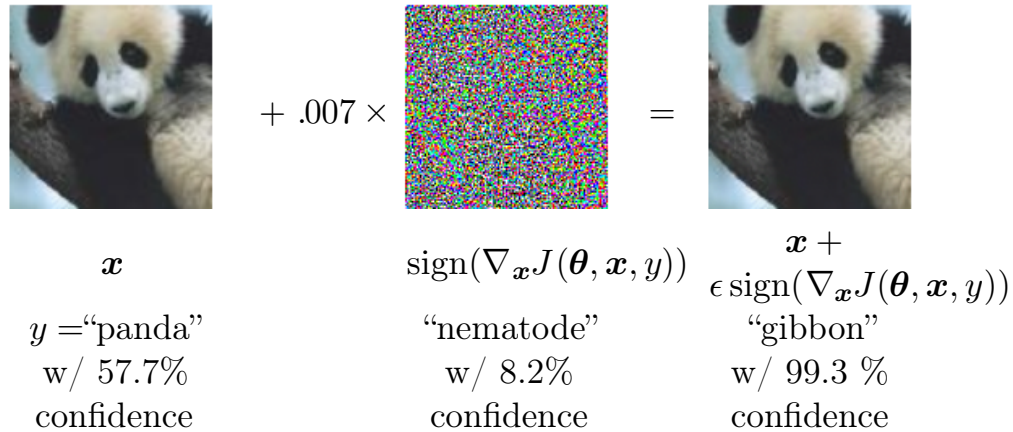 + .007 ×
=
x
sign(∇ₓJ(θ, x, y))
x +
ϵ sign(∇ₓJ(θ, x, y))
y =“panda”
“nematode”
“gibbon”
w/ 57.7%
w/ 8.2%
w/ 99.3 %
confidence
confidence
confidence